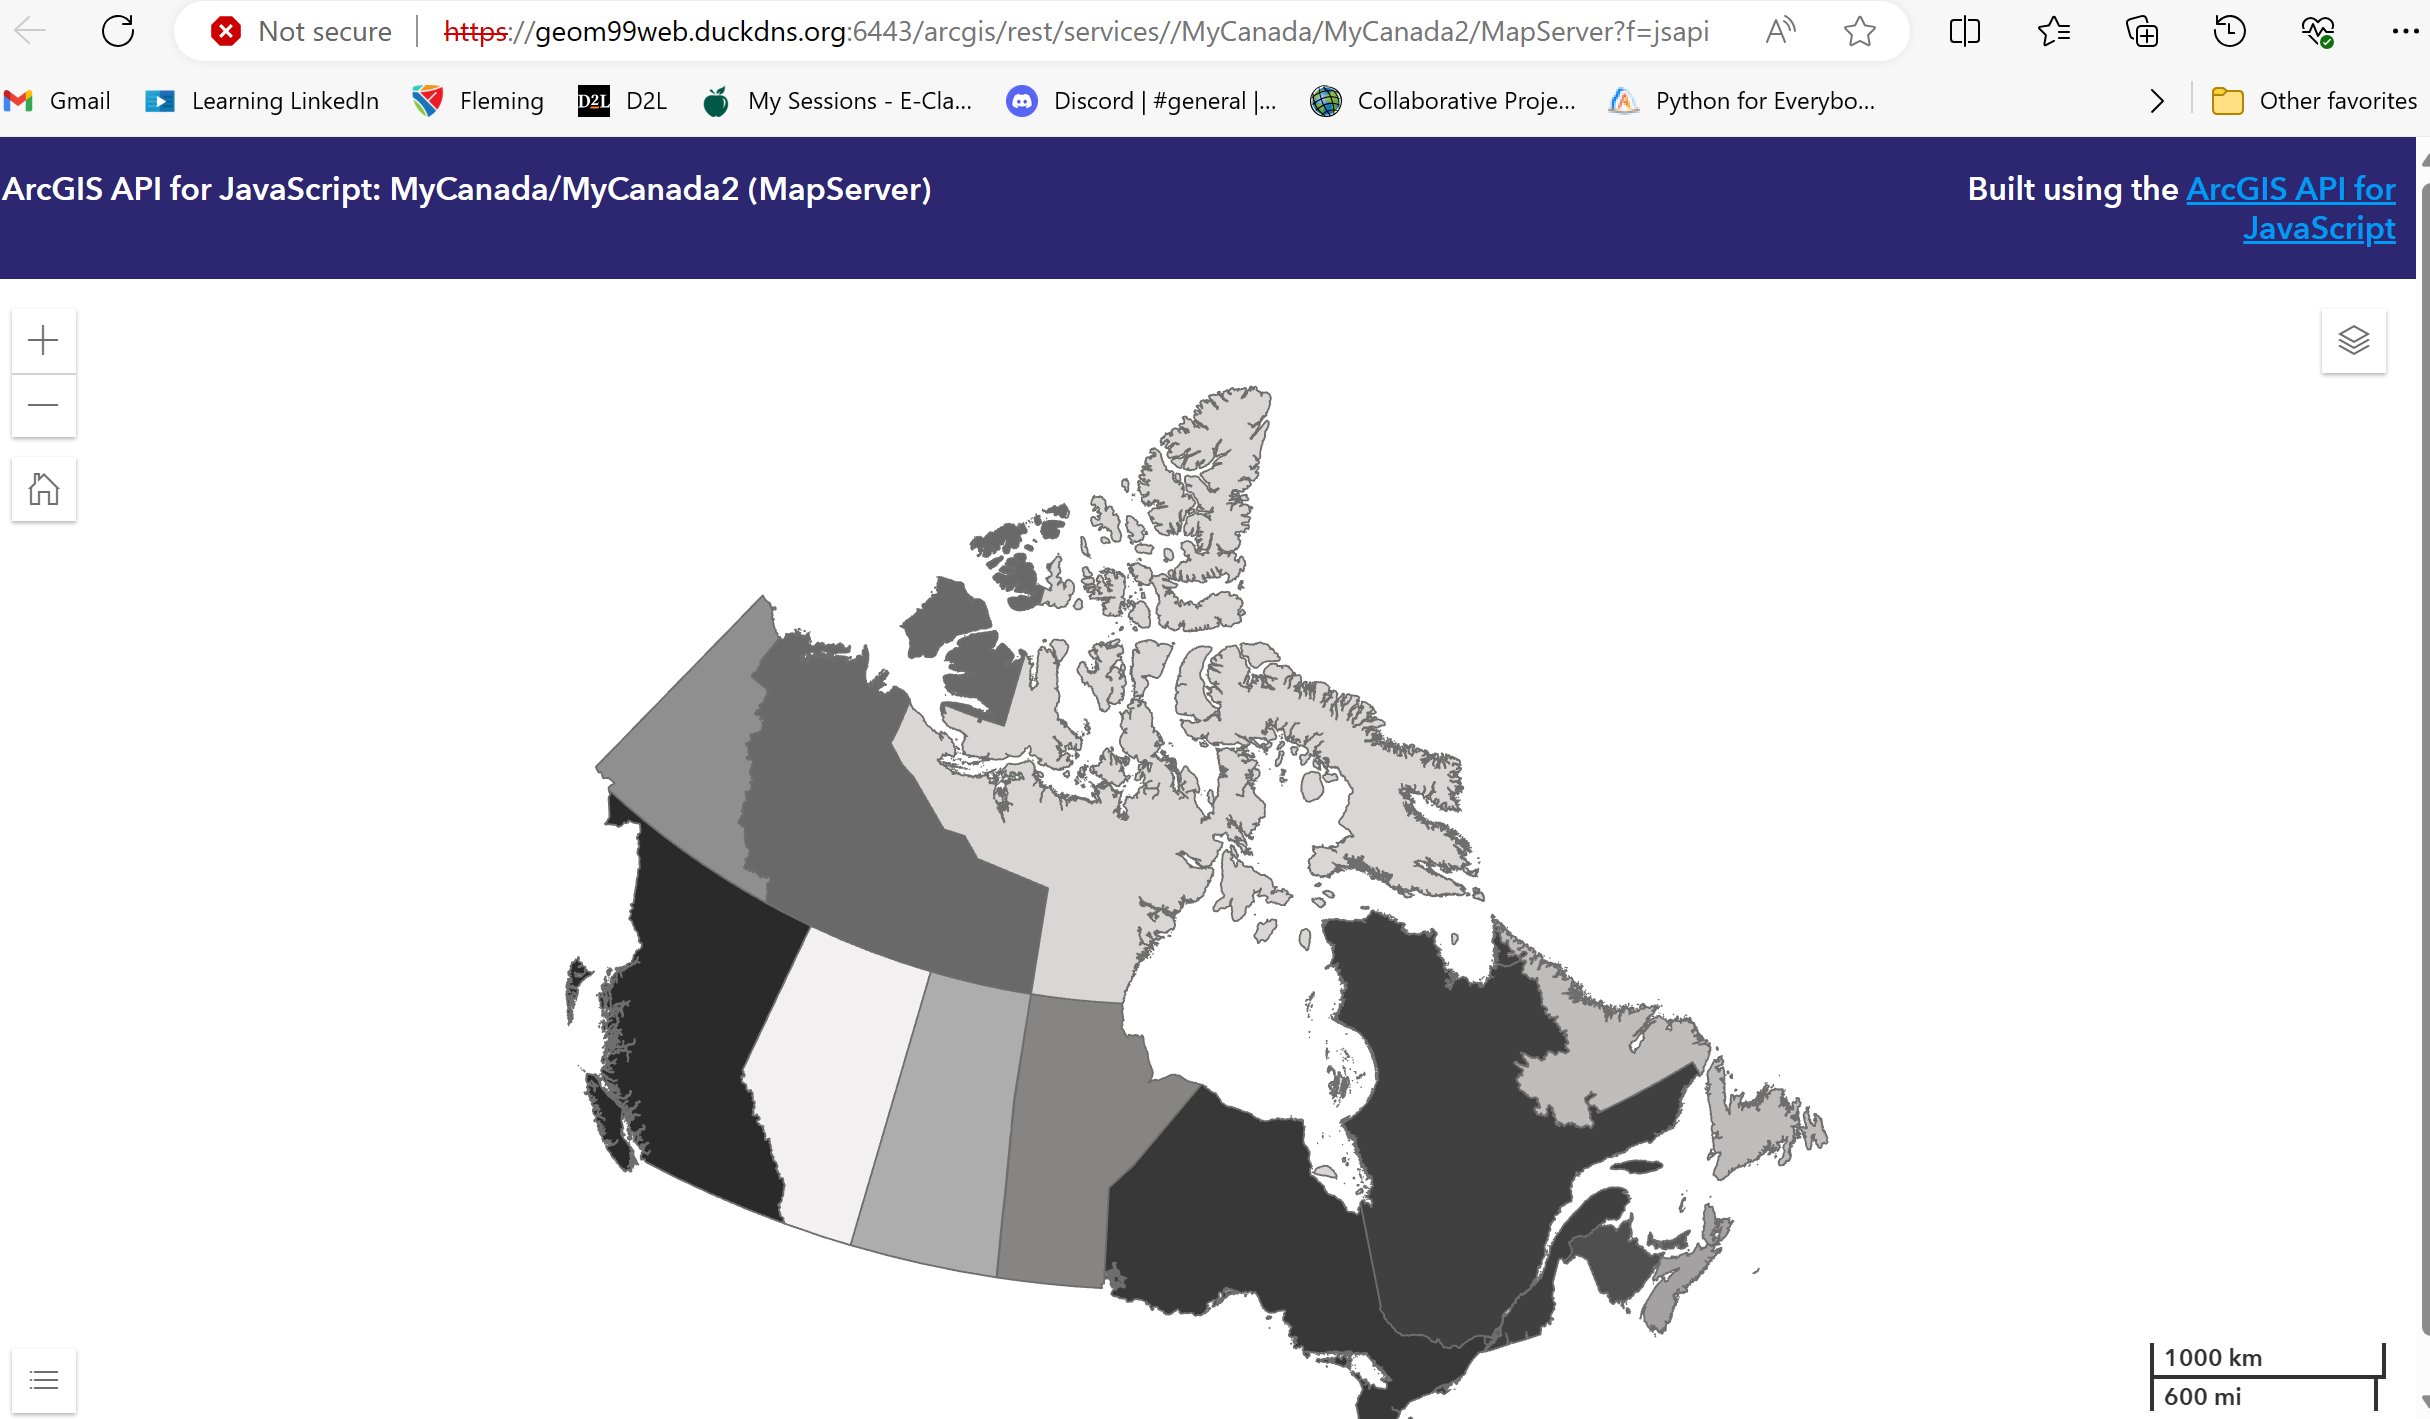 Not secure https://geom99web.duckdns.org:6443/arcgis/rest/services//MyCanada/MyCanada2/MapServer?f=jsapi
Gmail Learning LinkedIn Fleming D2L D2L My Sessions - E-Cla... Discord | #general |... Collaborative Proje... Python for Everybo... Other favorites
ArcGIS API for JavaScript: MyCanada/MyCanada2 (MapServer)
Built using the ArcGIS API for
JavaScript
1000 km
600 mi